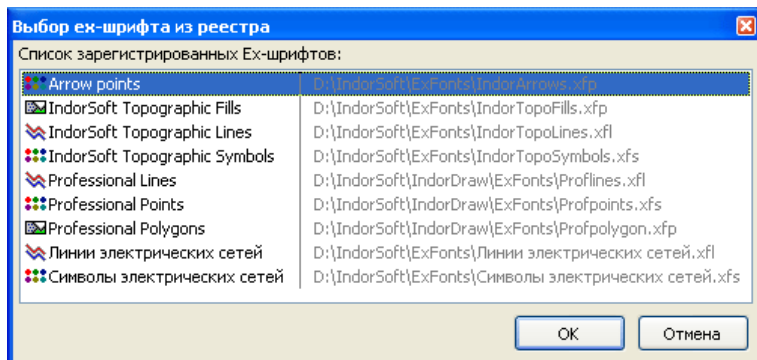 Выбор ex-шрифта из реестра
Список зарегистрированных Ex-шрифтов:
Arrow points D:\IndorSoft\ExFonts\IndorArrows.xfp
IndorSoft Topographic Fills D:\IndorSoft\ExFonts\IndorTopoFills.xfp
IndorSoft Topographic Lines D:\IndorSoft\ExFonts\IndorTopoLines.xfl
IndorSoft Topographic Symbols D:\IndorSoft\ExFonts\IndorTopoSymbols.xfs
Professional Lines D:\IndorSoft\IndorDraw\ExFonts\Proflines.xfl
Professional Points D:\IndorSoft\IndorDraw\ExFonts\Profpoints.xfs
Professional Polygons D:\IndorSoft\IndorDraw\ExFonts\Profpolygon.xfp
Линии электрических сетей D:\IndorSoft\ExFonts\Линии электрических сетей.xfl
Символы электрических сетей D:\IndorSoft\ExFonts\Символы электрических сетей.xfs
OK Отмена